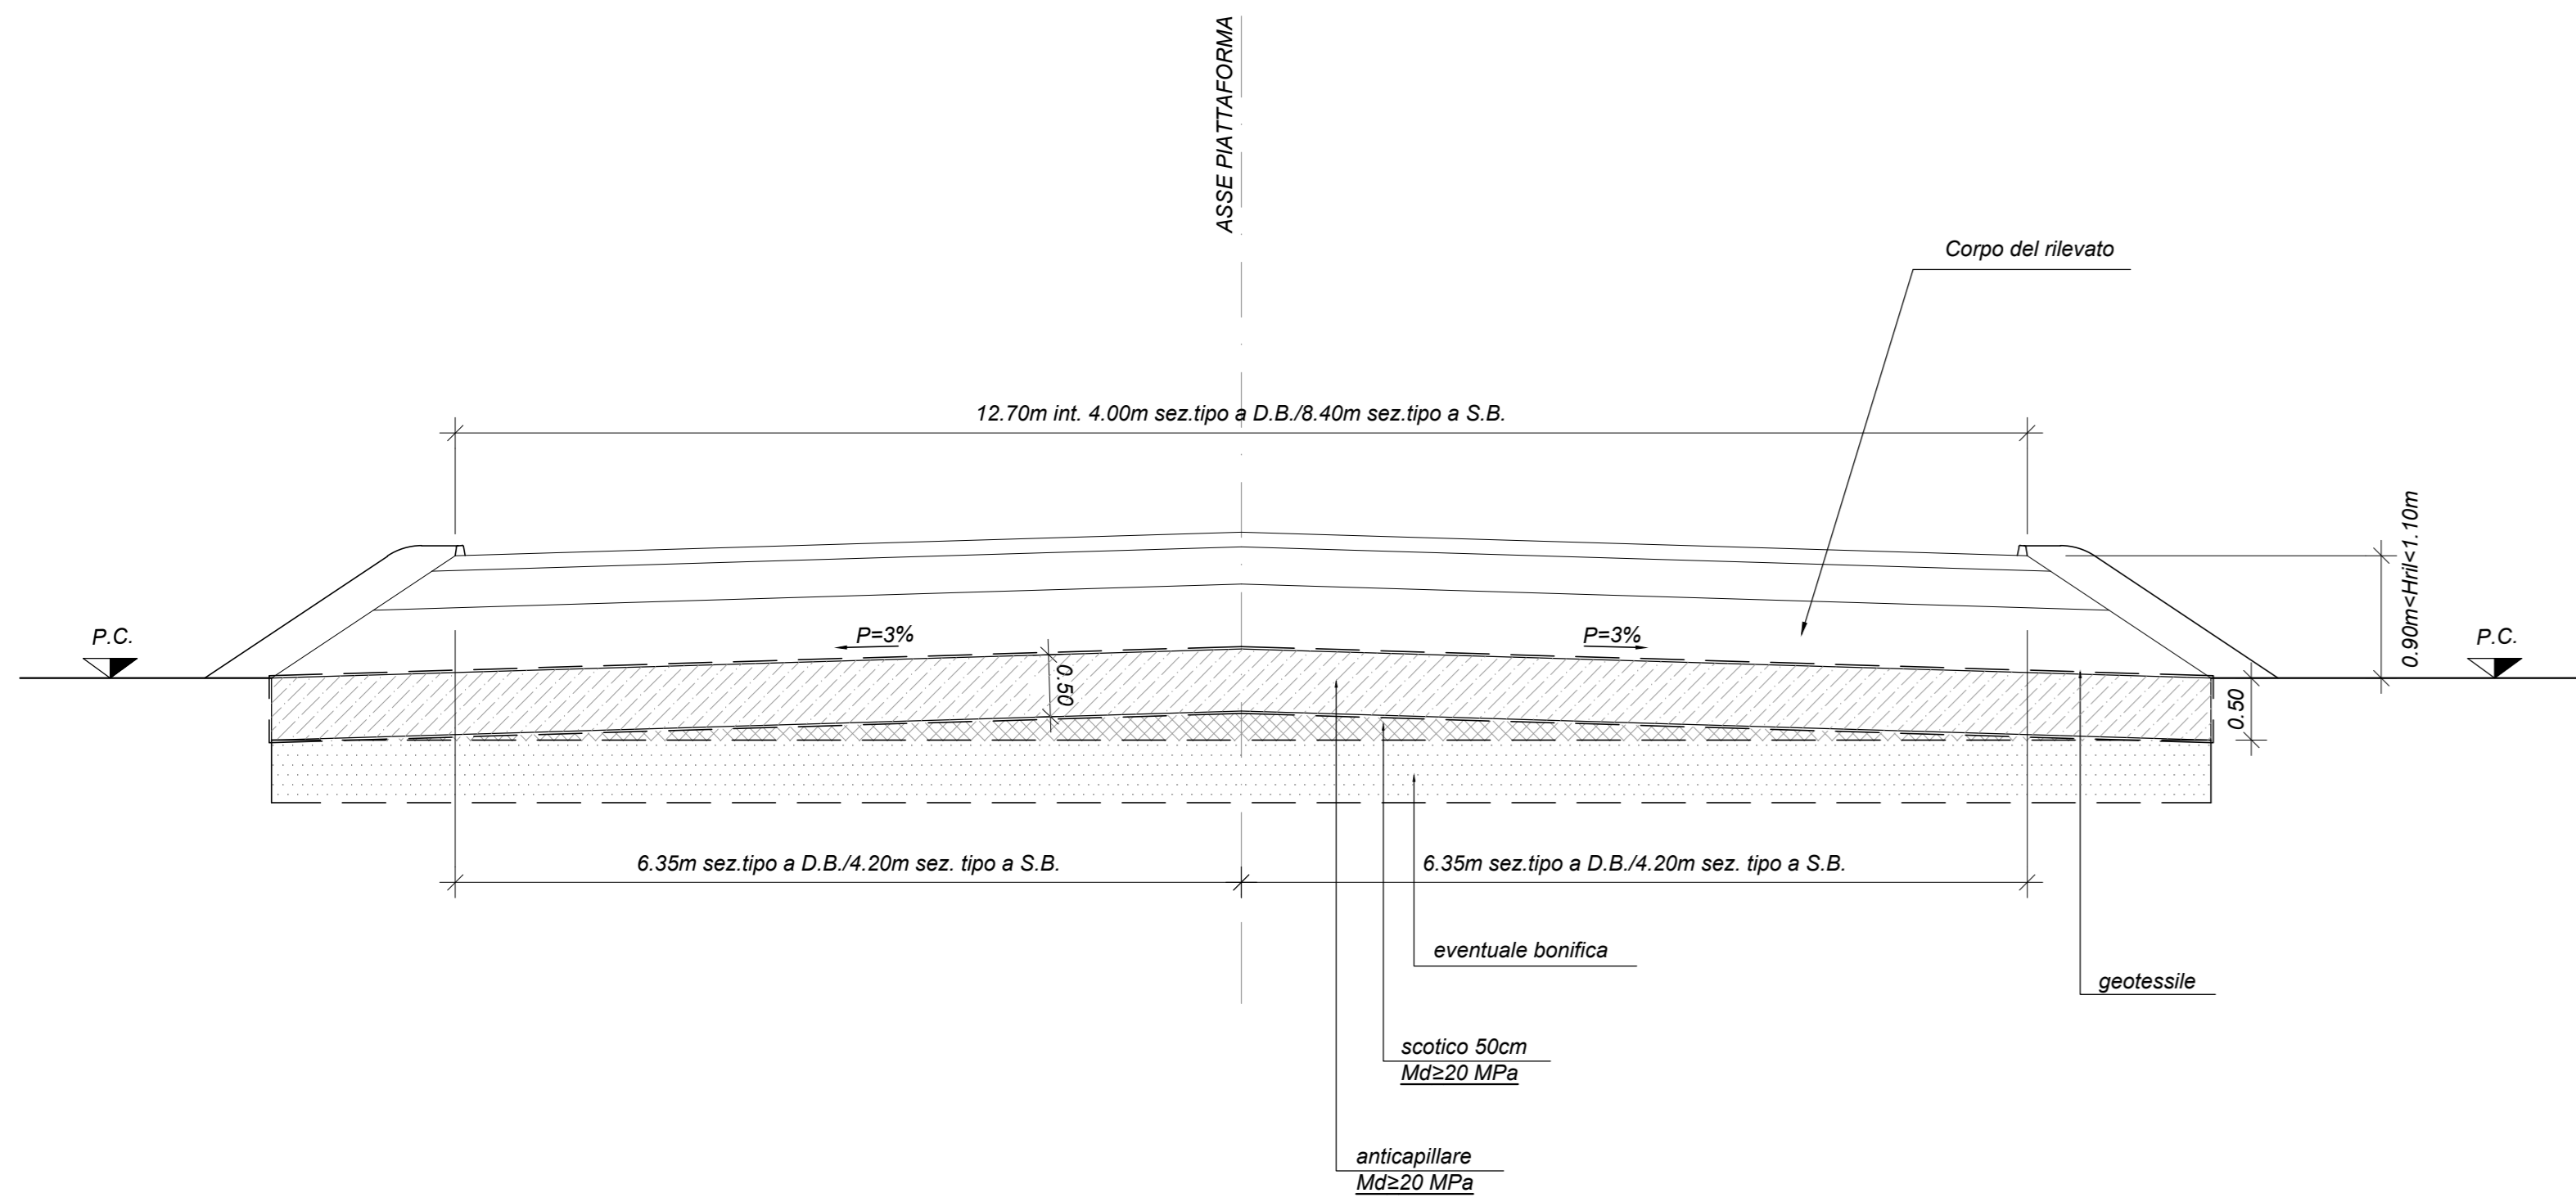 ASSE PIATTAFORMA
Corpo del rilevato
12.70m int. 4.00m sez.tipo a D.B./8.40m sez.tipo a S.B.
0.90m<Hril<1.10m
P.C.
P=3%
P=3%
P.C.
0.50
0.50
6.35m sez.tipo a D.B./4.20m sez. tipo a S.B.
6.35m sez.tipo a D.B./4.20m sez. tipo a S.B.
eventuale bonifica
geotessile
scotico 50cm
Md≥20 MPa
anticapillare
Md≥20 MPa